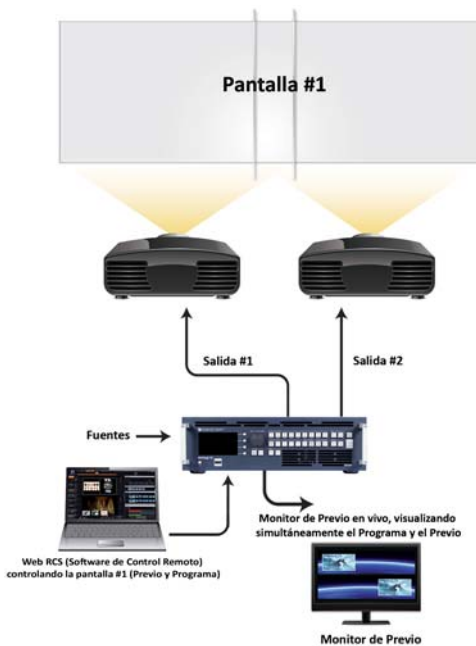 Pantalla #1
Salida #1
Salida #2
Fuentes
Monitor de Previo en vivo, visualizando
simultáneamente el Programa y el Previo
Web RCS (Software de Control Remoto)
controlando la pantalla #1 (Previo y Programa)
Monitor de Previo